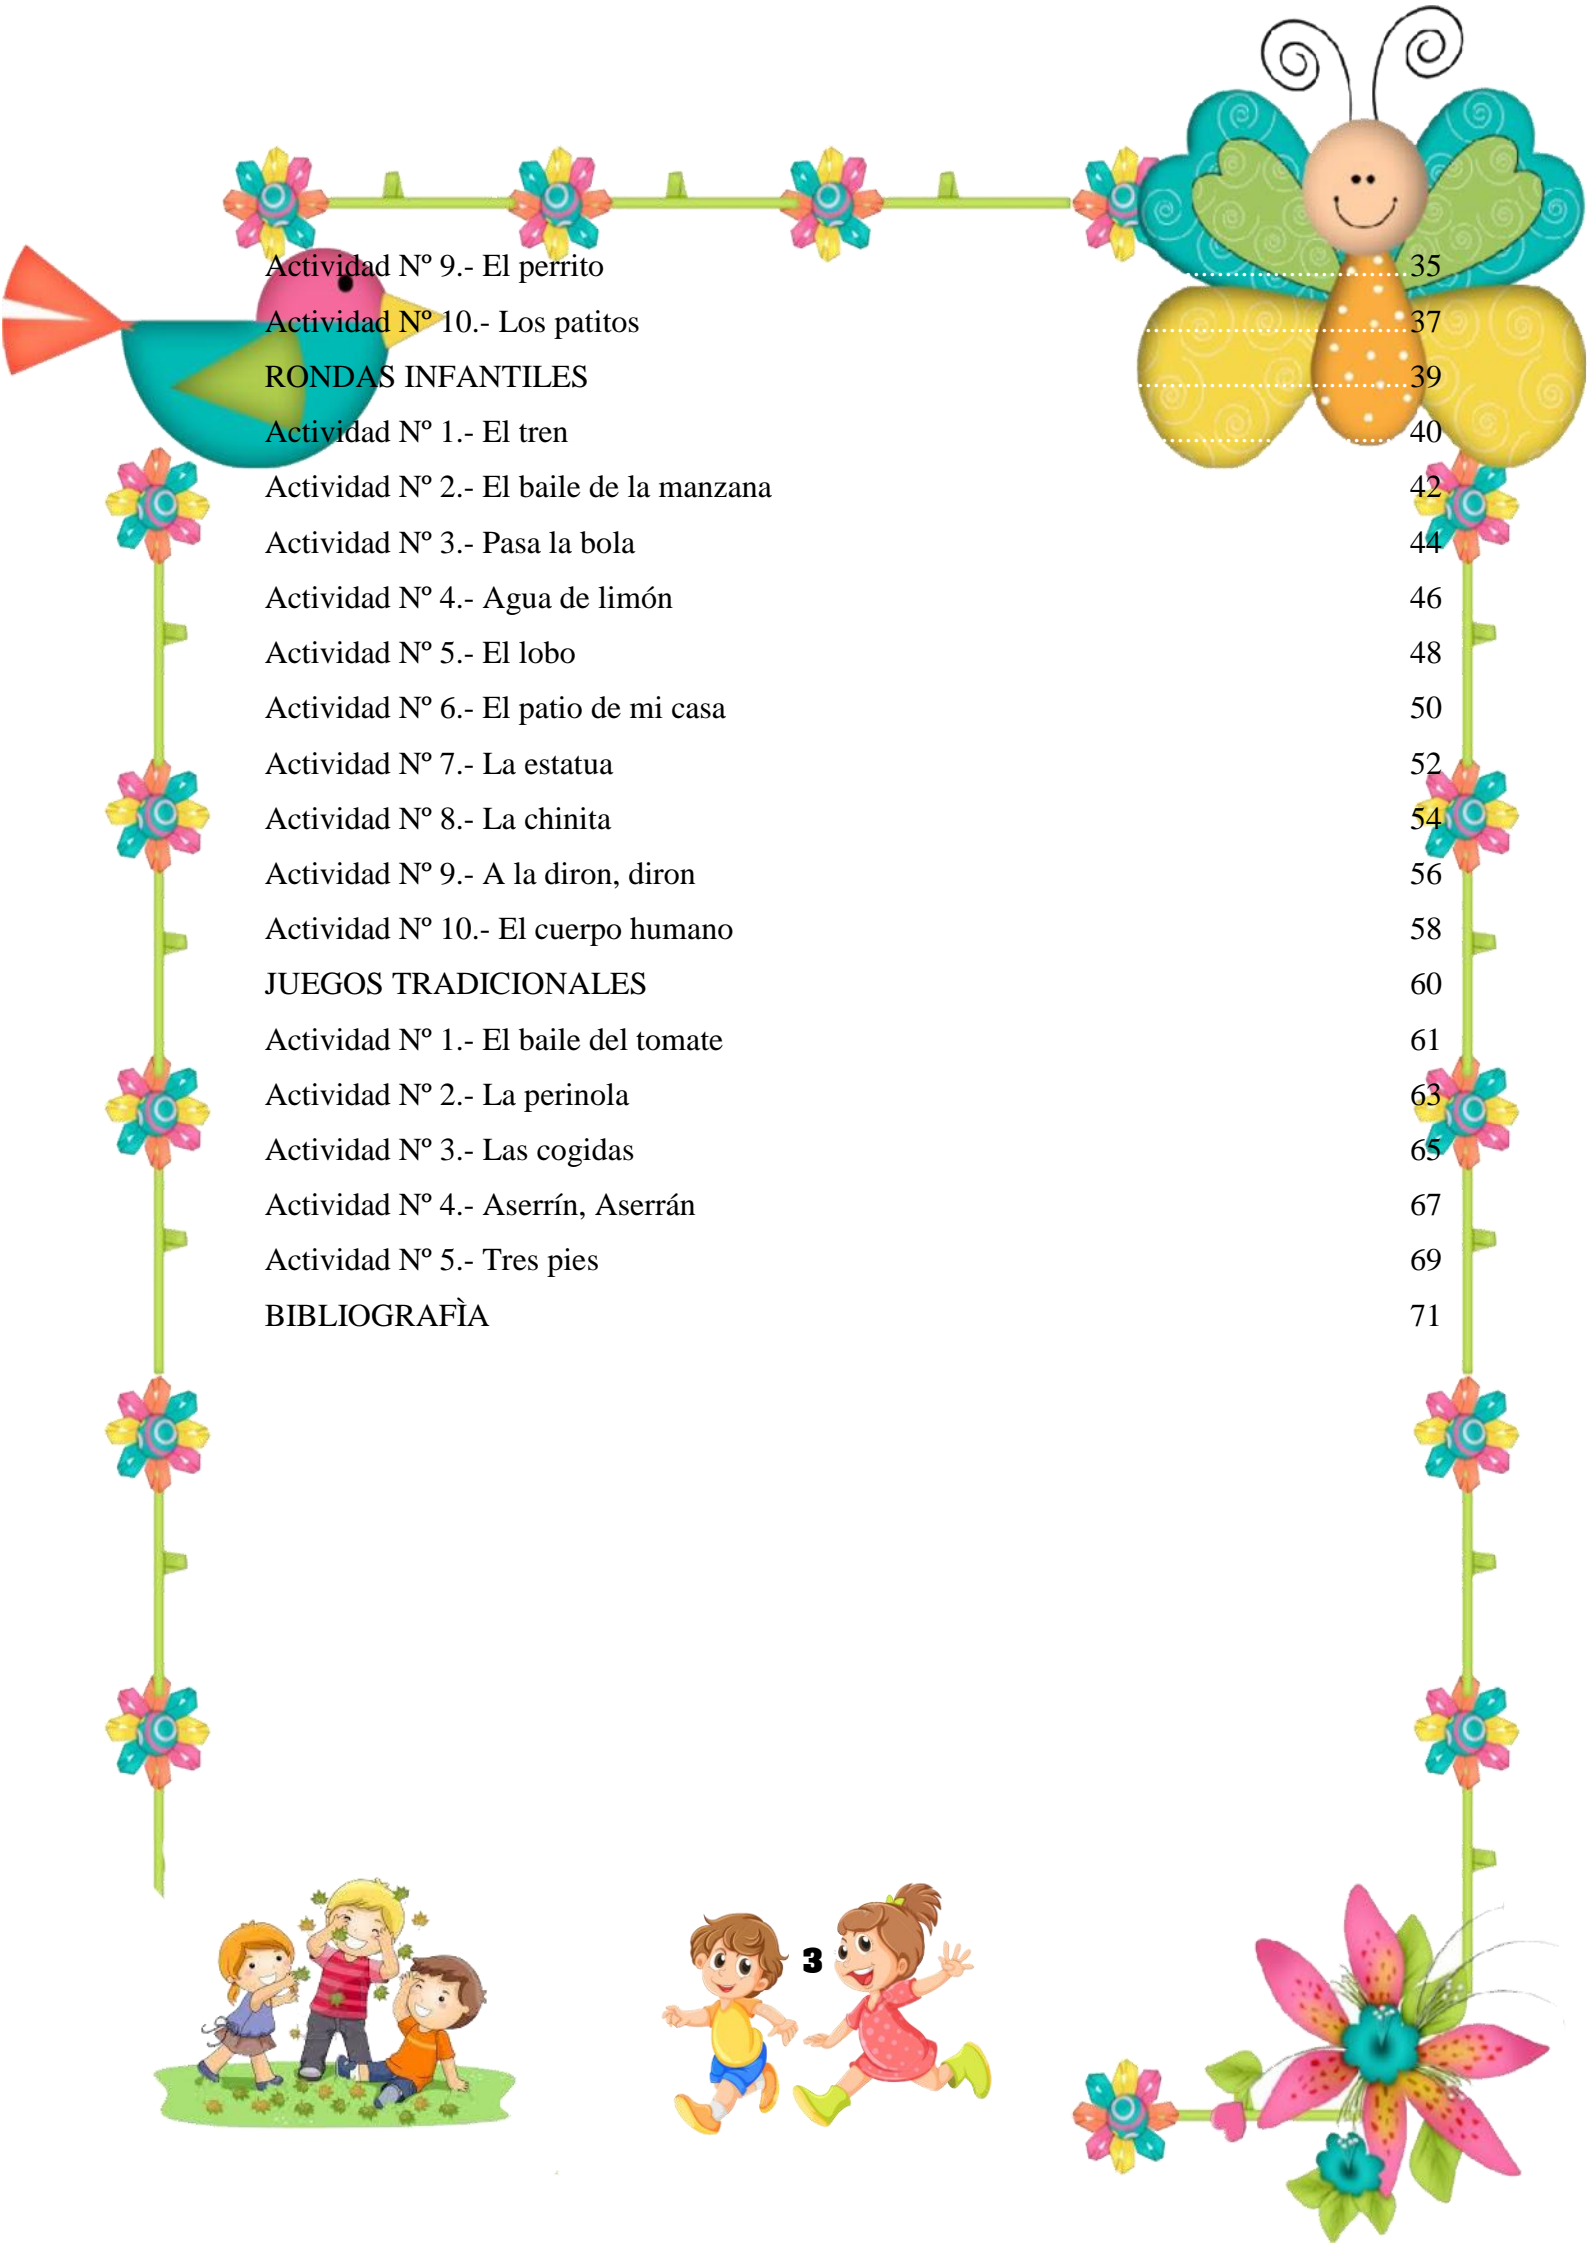 Actividad Nº 9.- El perrito 35
Actividad Nº 10.- Los patitos 37
RONDAS INFANTILES 39
Actividad Nº 1.- El tren 40
Actividad Nº 2.- El baile de la manzana 42
Actividad Nº 3.- Pasa la bola 44
Actividad Nº 4.- Agua de limón 46
Actividad Nº 5.- El lobo 48
Actividad Nº 6.- El patio de mi casa 50
Actividad Nº 7.- La estatua 52
Actividad Nº 8.- La chinita 54
Actividad Nº 9.- A la diron, diron 56
Actividad Nº 10.- El cuerpo humano 58
JUEGOS TRADICIONALES 60
Actividad Nº 1.- El baile del tomate 61
Actividad Nº 2.- La perinola 63
Actividad Nº 3.- Las cogidas 65
Actividad Nº 4.- Aserrín, Aserrán 67
Actividad Nº 5.- Tres pies 69
BIBLIOGRAFÌA 71
3